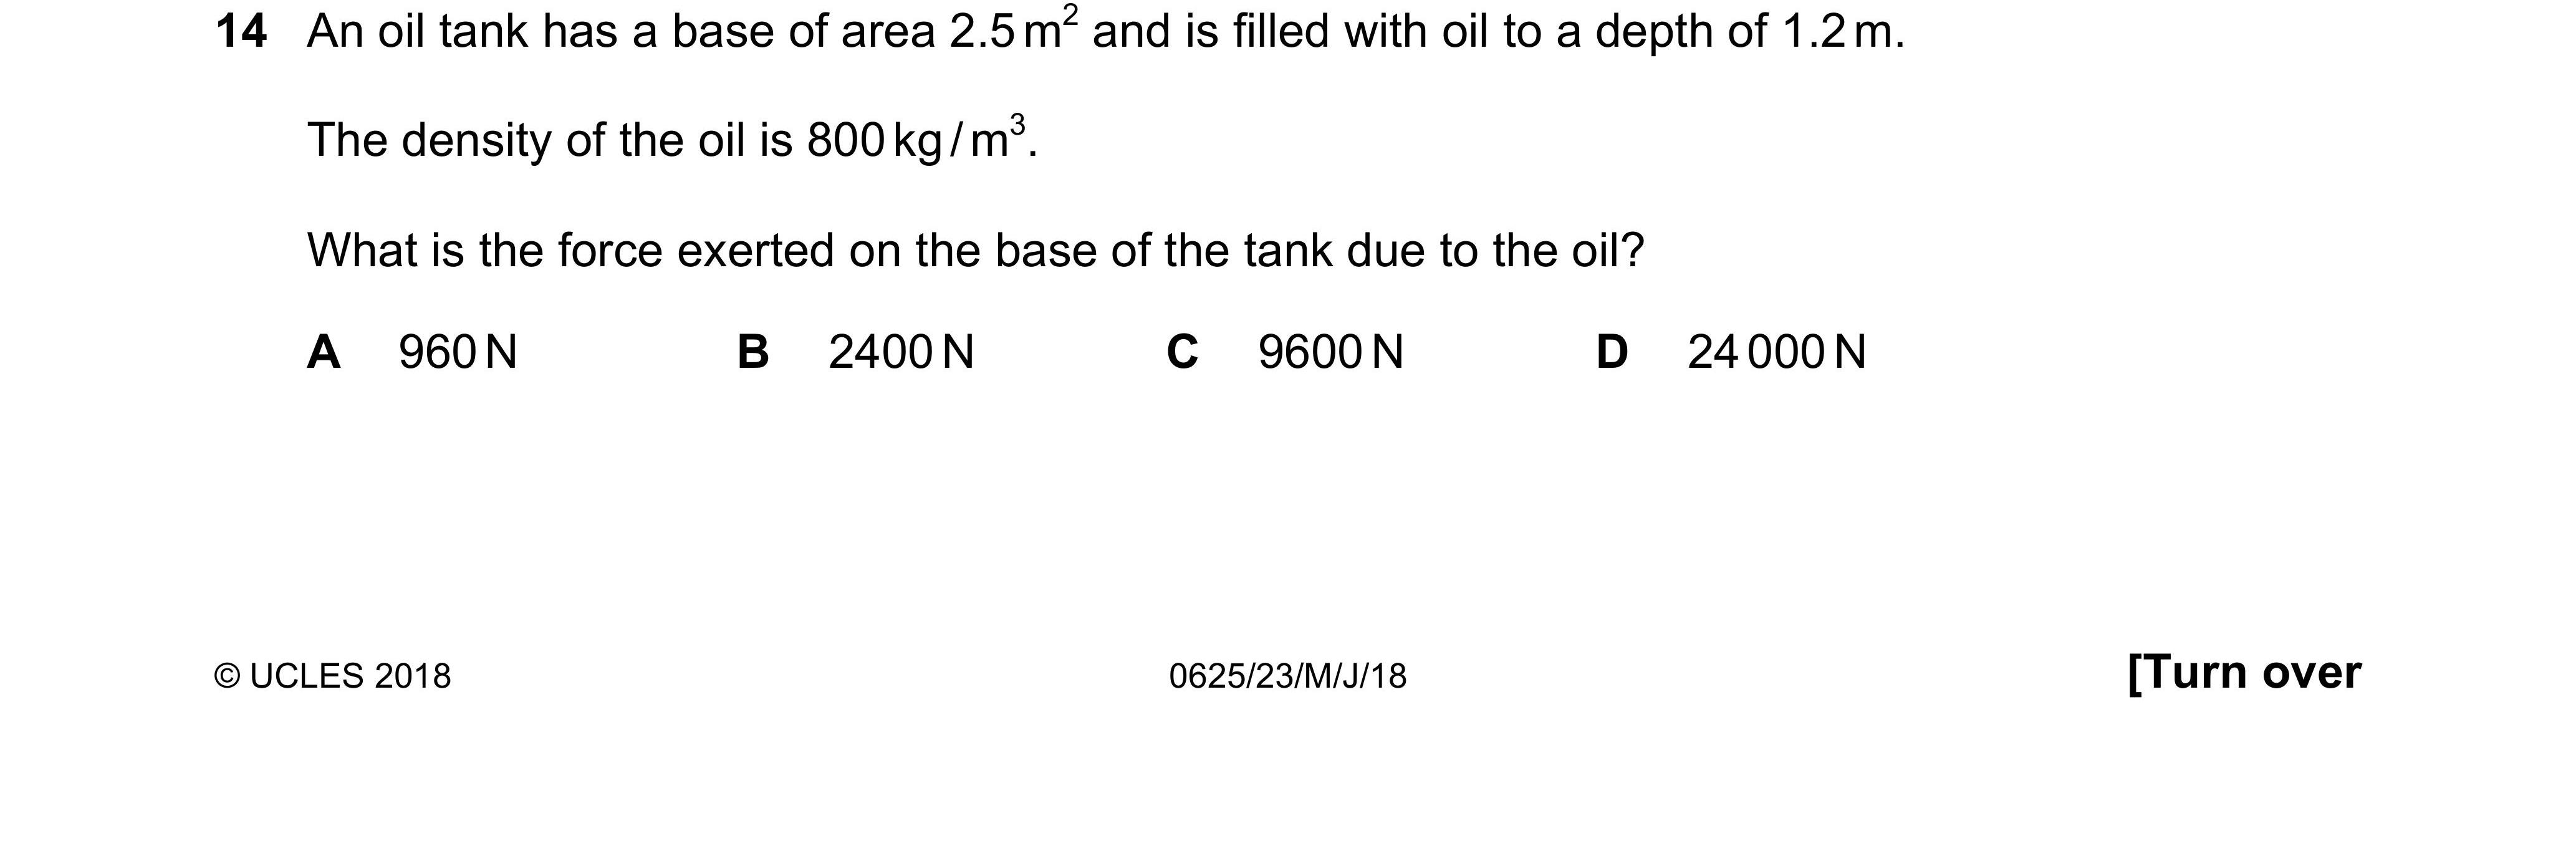 14 An oil tank has a base of area 2.5 m² and is filled with oil to a depth of 1.2 m.
The density of the oil is 800 kg / m³.
What is the force exerted on the base of the tank due to the oil?
A 960 N B 2400 N C 9600 N D 24 000 N
© UCLES 2018 0625/23/M/J/18 [Turn over